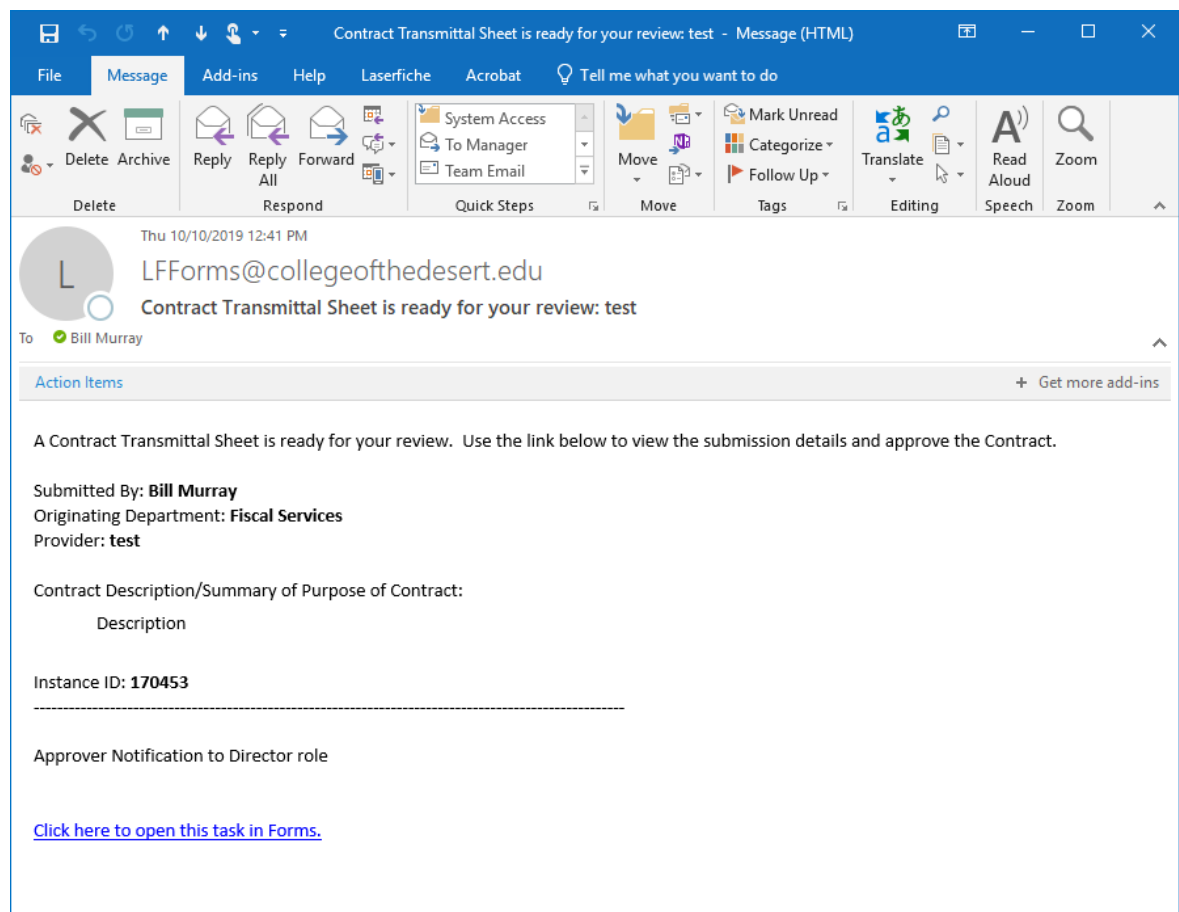 Contract Transmittal Sheet is ready for your review: test - Message (HTML)
File Message Add-ins Help Laserfiche Acrobat Tell me what you want to do
Delete Archive Reply Reply All Forward System Access To Manager Team Email Move Mark Unread Categorize Follow Up Translate Read Aloud Zoom
Delete Respond Quick Steps Move Tags Editing Speech Zoom
Thu 10/10/2019 12:41 PM
L
LFForms@collegeofthedesert.edu
Contract Transmittal Sheet is ready for your review: test
To Bill Murray
Action Items + Get more add-ins
A Contract Transmittal Sheet is ready for your review. Use the link below to view the submission details and approve the Contract.
Submitted By: Bill Murray
Originating Department: Fiscal Services
Provider: test
Contract Description/Summary of Purpose of Contract:
Description
Instance ID: 170453
----------------------------------------------------------------------------------------------------
Approver Notification to Director role
Click here to open this task in Forms.